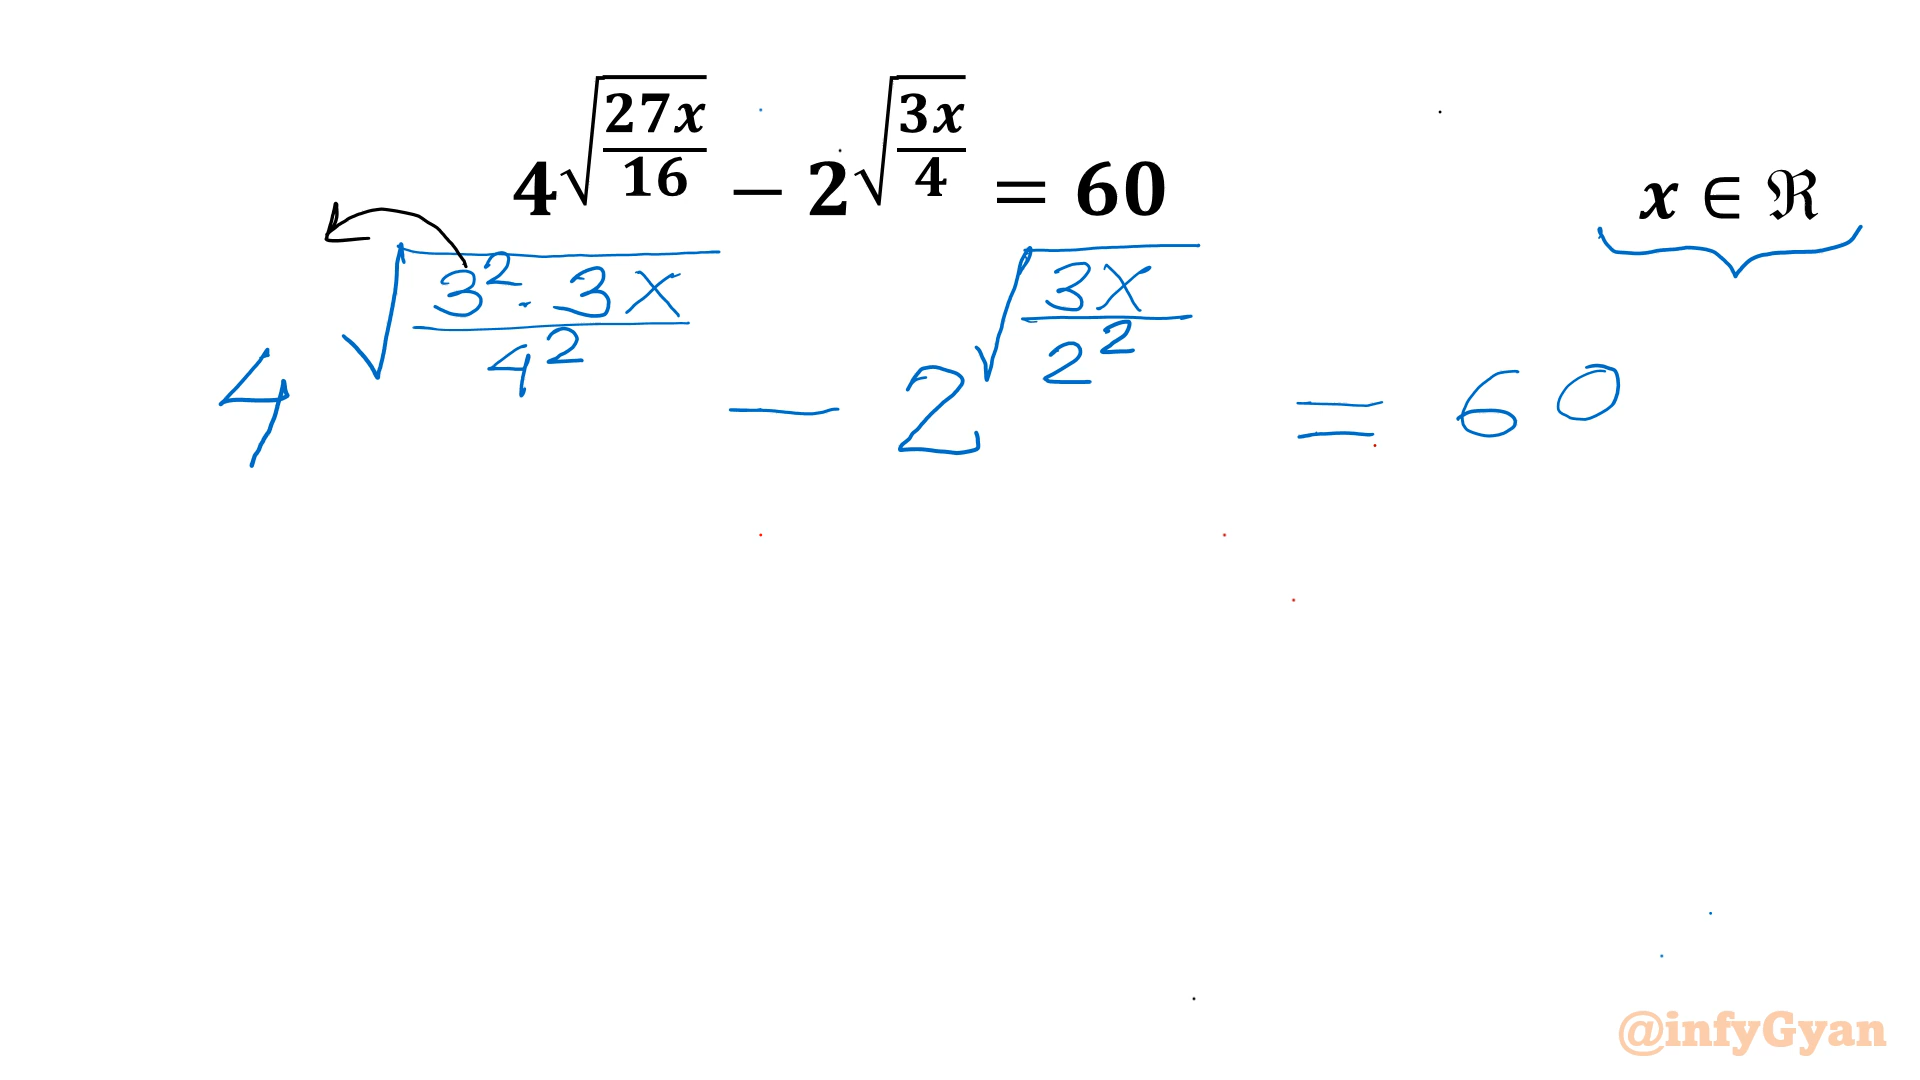 4^√(27x/16) − 2^√(3x/4) = 60    x ∈ ℜ
4^√(3²·3x/4²) − 2^√(3x/2²) = 60
@infyGyan